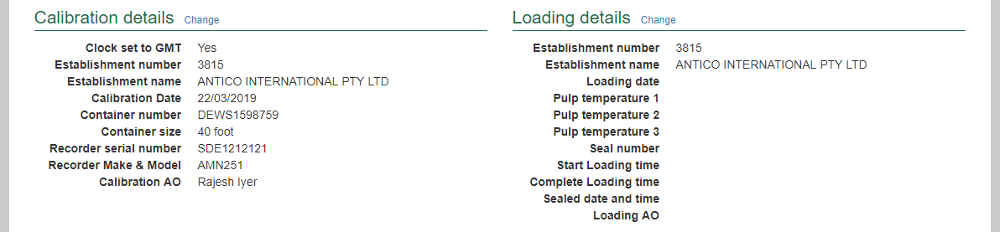 Calibration details Change
Clock set to GMT Yes
Establishment number 3815
Establishment name ANTICO INTERNATIONAL PTY LTD
Calibration Date 22/03/2019
Container number DEWS1598759
Container size 40 foot
Recorder serial number SDE1212121
Recorder Make & Model AMN251
Calibration AO Rajesh Iyer
Loading details Change
Establishment number 3815
Establishment name ANTICO INTERNATIONAL PTY LTD
Loading date
Pulp temperature 1
Pulp temperature 2
Pulp temperature 3
Seal number
Start Loading time
Complete Loading time
Sealed date and time
Loading AO